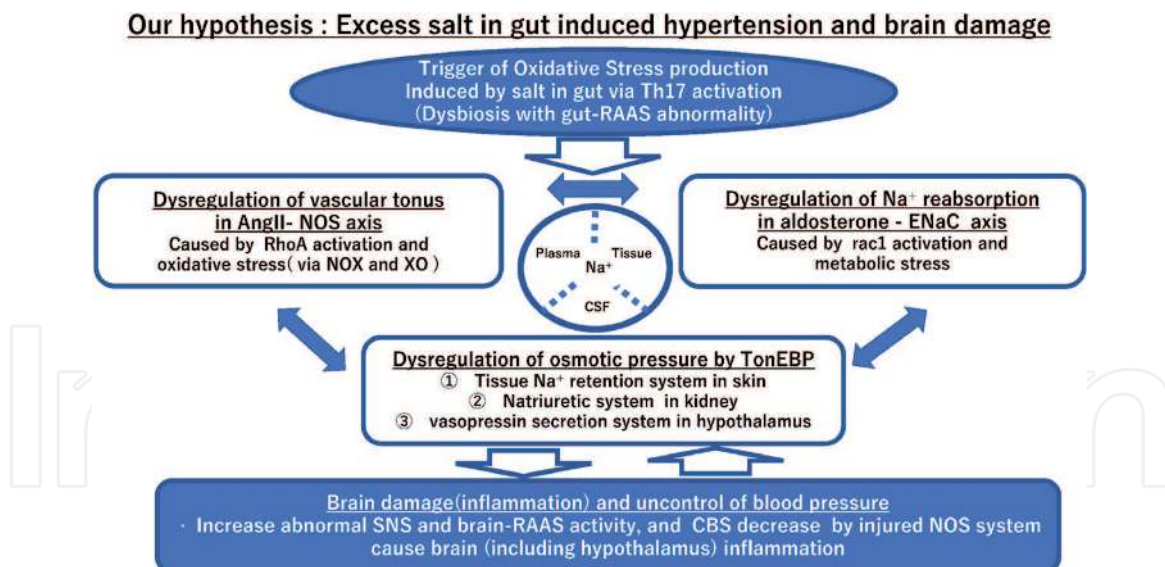 Our hypothesis : Excess salt in gut induced hypertension and brain damage
Trigger of Oxidative Stress production
Induced by salt in gut via Th17 activation
(Dysbiosis with gut-RAAS abnormality)
Dysregulation of vascular tonus
in AngII- NOS axis
Caused by RhoA activation and
oxidative stress( via NOX and XO )
Plasma
Tissue
Na⁺
CSF
Dysregulation of Na⁺ reabsorption
in aldosterone - ENaC axis
Caused by rac1 activation and
metabolic stress
Dysregulation of osmotic pressure by TonEBP
① Tissue Na⁺ retention system in skin
② Natriuretic system in kidney
③ vasopressin secretion system in hypothalamus
Brain damage(inflammation) and uncontrol of blood pressure
· Increase abnormal SNS and brain-RAAS activity, and CBS decrease by injured NOS system
cause brain (including hypothalamus) inflammation